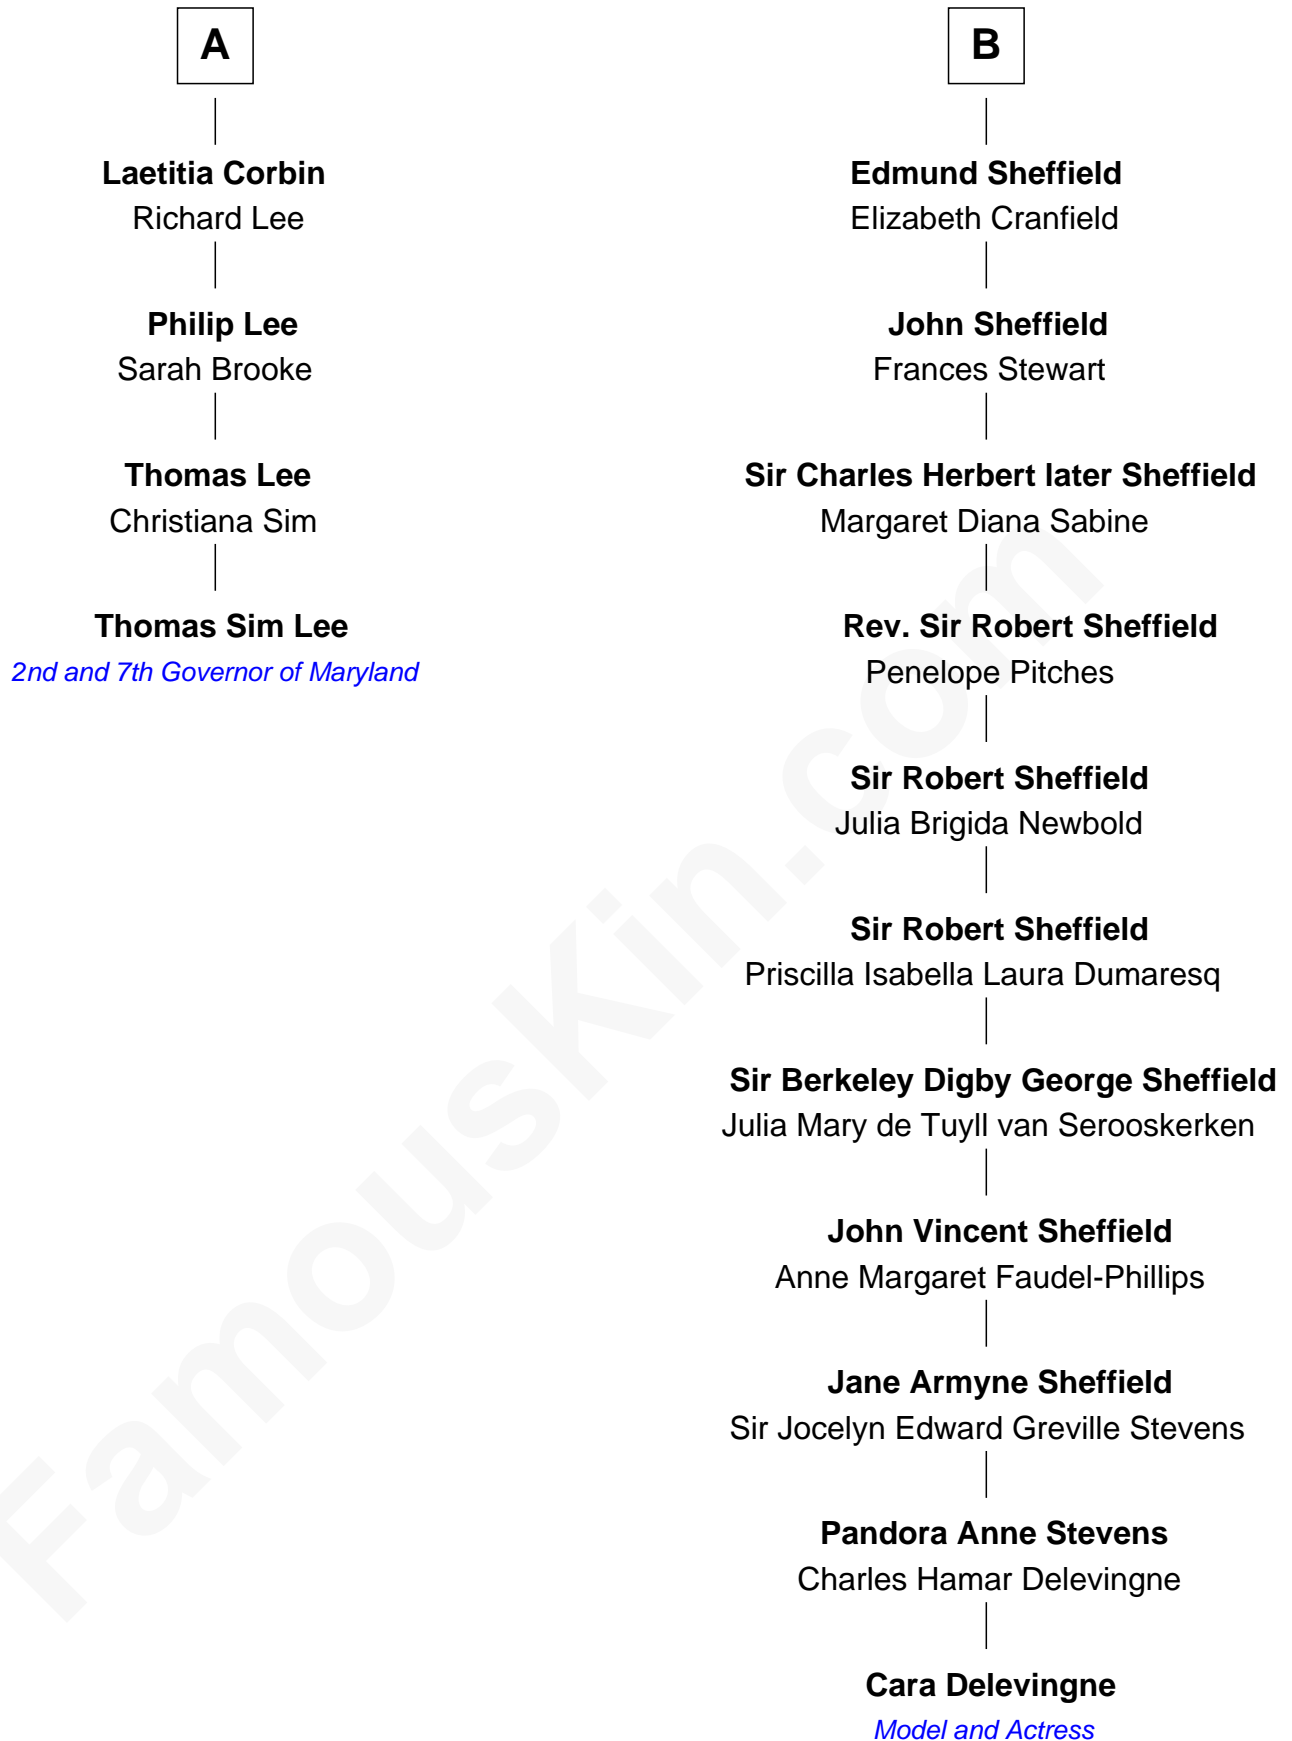 A
Laetitia Corbin
Richard Lee
Philip Lee
Sarah Brooke
Thomas Lee
Christiana Sim
Thomas Sim Lee
2nd and 7th Governor of Maryland
B
Edmund Sheffield
Elizabeth Cranfield
John Sheffield
Frances Stewart
Sir Charles Herbert later Sheffield
Margaret Diana Sabine
Rev. Sir Robert Sheffield
Penelope Pitches
Sir Robert Sheffield
Julia Brigida Newbold
Sir Robert Sheffield
Priscilla Isabella Laura Dumaresq
Sir Berkeley Digby George Sheffield
Julia Mary de Tuyll van Serooskerken
John Vincent Sheffield
Anne Margaret Faudel-Phillips
Jane Armyne Sheffield
Sir Jocelyn Edward Greville Stevens
Pandora Anne Stevens
Charles Hamar Delevingne
Cara Delevingne
Model and Actress
FamousKin.com